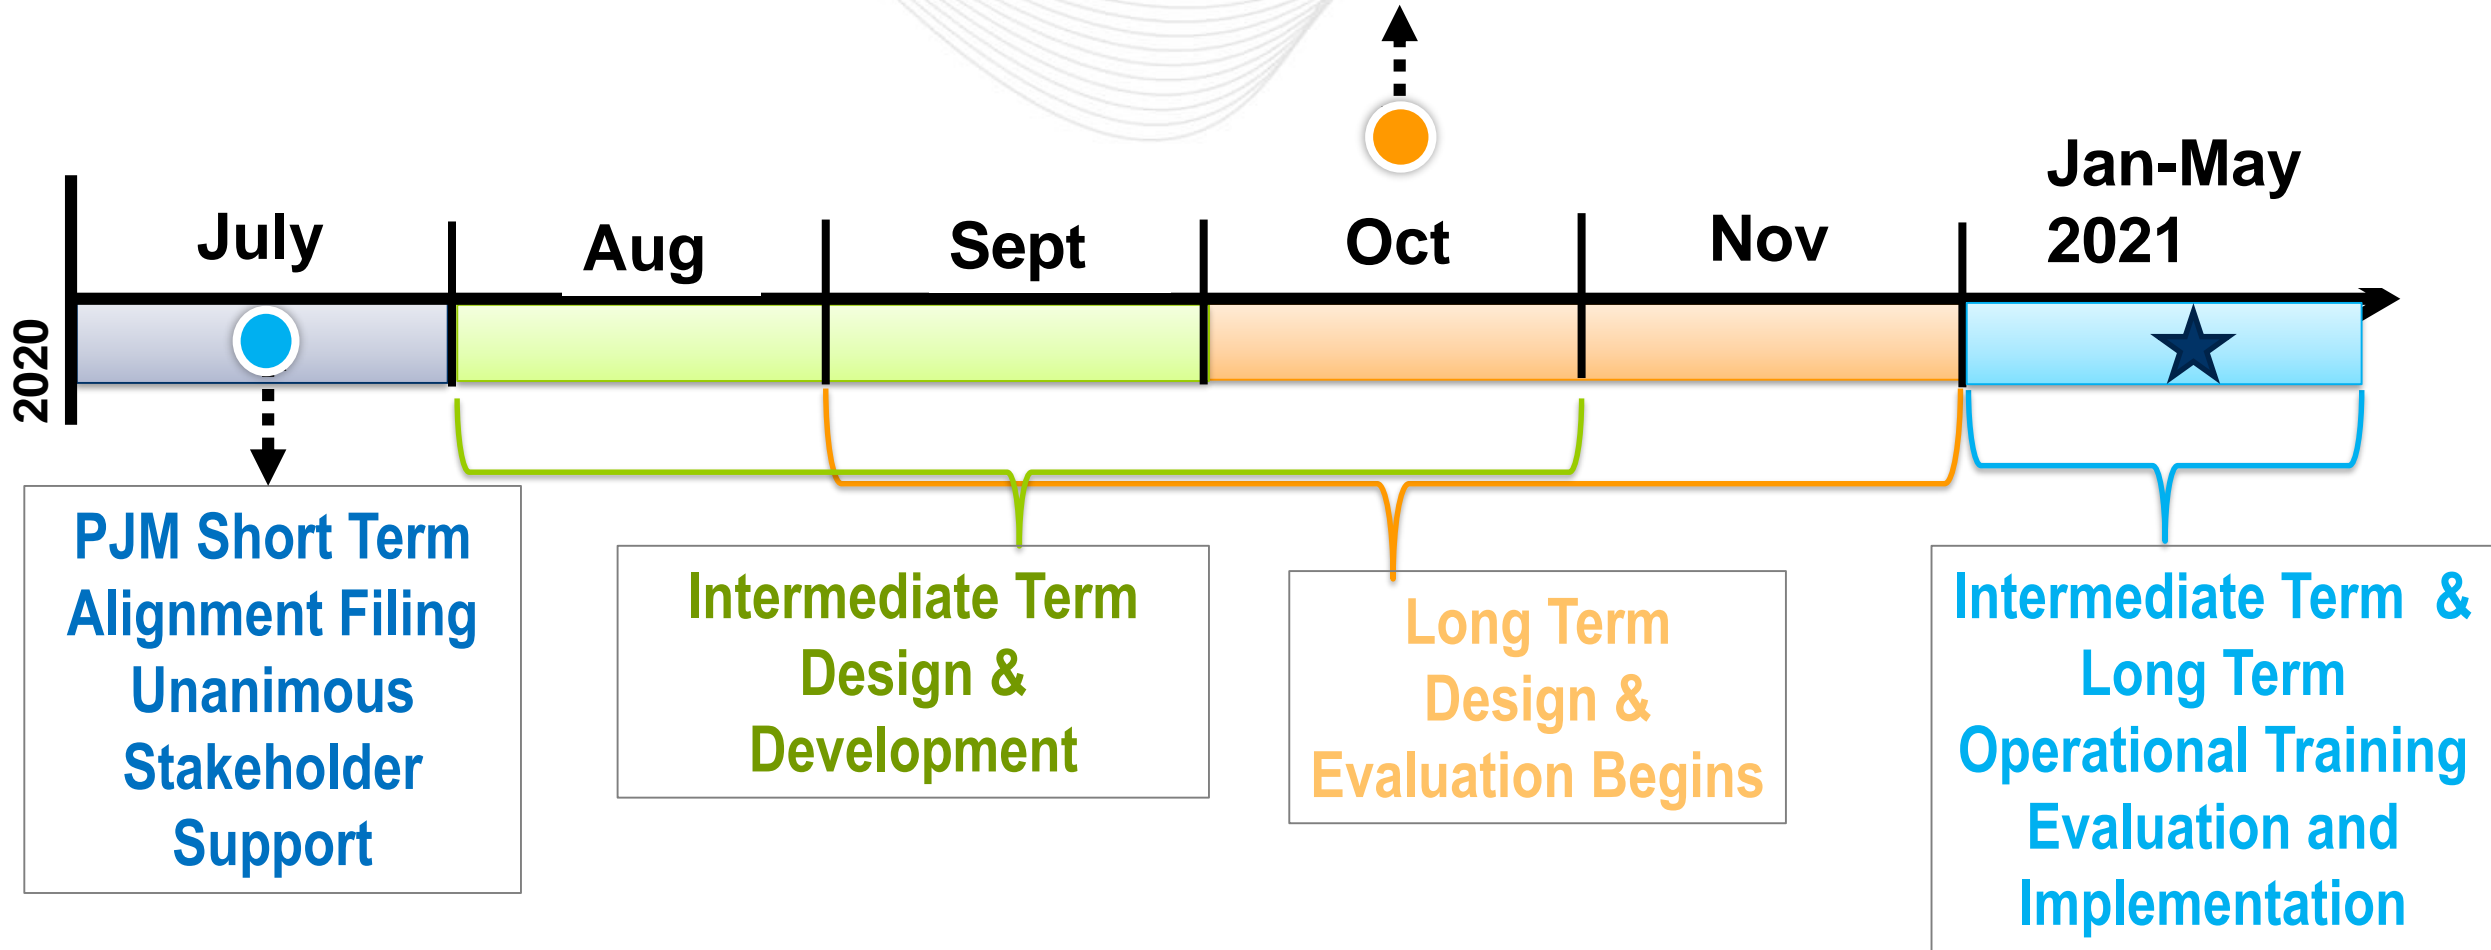 2020
July
Aug
Sept
Oct
Nov
Jan-May
2021
PJM Short Term
Alignment Filing
Unanimous
Stakeholder
Support
Intermediate Term
Design &
Development
Long Term
Design &
Evaluation Begins
Intermediate Term &
Long Term
Operational Training
Evaluation and
Implementation